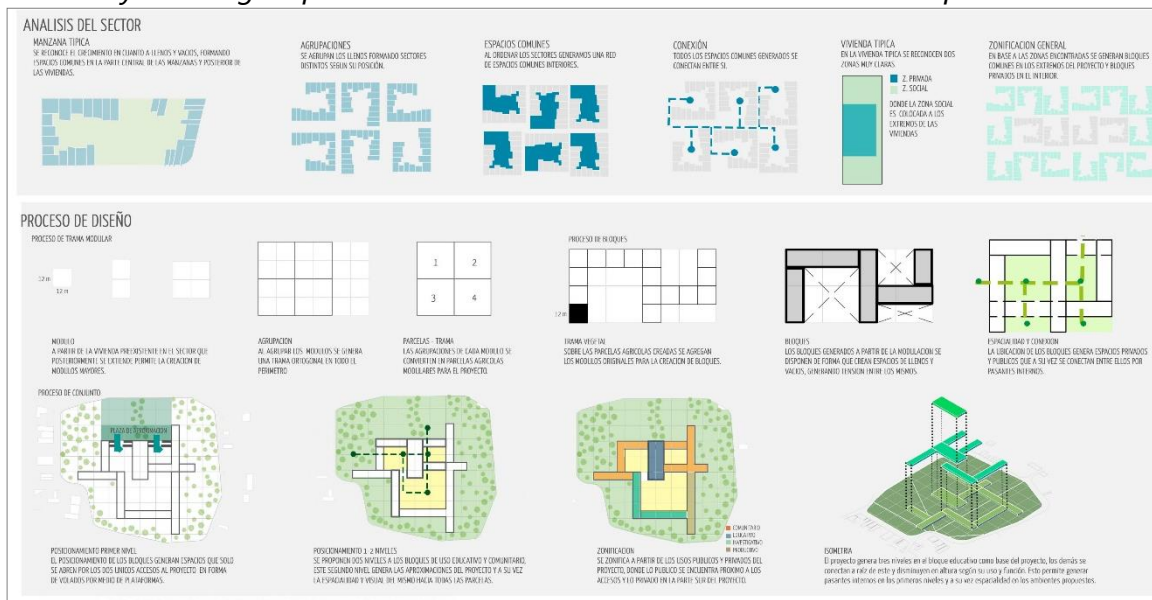 ANALISIS DEL SECTOR
MANZANA TIPICA
SE RECONOCE EL CRECIMIENTO EN CUANTO A LLENOS Y VACIOS, FORMANDO
ESPACIOS COMUNES EN LA PARTE CENTRAL DE LAS MANZANAS Y POSTERIOR DE
LAS VIVIENDAS.
AGRUPACIONES
SE AGRUPAN LOS LLENOS FORMANDO SECTORES
DISTINTOS SEGÚN SU POSICIÓN.
ESPACIOS COMUNES
AL ORDENAR LOS SECTORES GENERAMOS UNA RED
DE ESPACIOS COMUNES INTERIORES.
CONEXIÓN
TODOS LOS ESPACIOS COMUNES GENERADOS SE
CONECTAN ENTRE SI.
VIVIENDA TIPICA
EN LA VIVIENDA TIPICA SE RECONOCEN DOS
ZONAS MUY CLARAS.
Z. PRIVADA
Z. SOCIAL
DONDE LA ZONA SOCIAL
ES COLOCADA A LOS
EXTREMOS DE LAS
VIVIENDAS
ZONIFICACION GENERAL
EN BASE A LAS ZONAS ENCONTRADAS SE GENERAN BLOQUES
COMUNES EN LOS EXTREMOS DEL PROYECTO Y BLOQUES
PRIVADOS EN EL INTERIOR.
PROCESO DE DISEÑO
PROCESO DE TRAMA MODULAR
12 m
12 m
MODULO
A PARTIR DE LA VIVIENDA PREEXISTENTE EN EL SECTOR QUE
POSTERIORMENTE SE EXTIENDE PERMITE LA CREACION DE
MODULOS MAYORES.
AGRUPACION
AL AGRUPAR LOS MODULOS SE GENERA
UNA TRAMA ORTOGONAL EN TODO EL
PERIMETRO
1 2
3 4
PARCELAS - TRAMA
LAS AGRUPACIONES DE CADA MODULO SE
CONVIERTEN EN PARCELAS AGRICOLAS
MODULARES PARA EL PROYECTO.
PROCESO DE BLOQUES
12 m
TRAMA VEGETAL
SOBRE LAS PARCELAS AGRICOLAS CREADAS SE AGREGAN
LOS MODULOS ORIGINALES PARA LA CREACION DE BLOQUES.
BLOQUES
LOS BLOQUES GENERADOS A PARTIR DE LA MODULACION SE
DISPONEN DE FORMA QUE CREAN ESPACIOS DE LLENOS Y
VACIOS, GENERANDO TENSION ENTRE LOS MISMOS.
ESPACIALIDAD Y CONEXIÓN
LA UBICACION DE LOS BLOQUES GENERA ESPACIOS PRIVADOS
Y PUBLICOS QUE A SU VEZ SE CONECTAN ENTRE ELLOS POR
PASANTES INTERNOS.
PROCESO DE CONJUNTO
POSICIONAMIENTO PRIMER NIVEL
EL POSICIONAMIENTO DE LOS BLOQUES GENERAN ESPACIOS QUE SOLO
SE ABREN POR LOS DOS UNICOS ACCESOS AL PROYECTO EN FORMA
DE VOLADOS POR MEDIO DE PLATAFORMAS.
POSICIONAMIENTO 1-2 NIVELES
SE PROPONEN DOS NIVELES A LOS BLOQUES DE USO EDUCATIVO Y COMUNITARIO.
ESTE SEGUNDO NIVEL GENERA LAS APROXIMACIONES DEL PROYECTO Y A SU VEZ
LA ESPACIALIDAD Y VISUAL DEL MISMO HACIA TODAS LAS PARCELAS.
COMUNITARIO
EDUCATIVO
INVESTIGATIVO
PRODUCTIVO
ZONIFICACION
SE ZONIFICA A PARTIR DE LOS USOS PUBLICOS Y PRIVADOS DEL
PROYECTO, DONDE LO PUBLICO SE ENCUENTRA PROXIMO A LOS
ACCESOS Y LO PRIVADO EN LA PARTE SUR DEL PROYECTO.
ISOMETRIA
El proyecto genera tres niveles en el bloque educativo como base del proyecto, los demás se
conectan a raíz de este y disminuyen en altura según su uso y función. Esto permite generar
pasantes internos en los primeros niveles y a su vez espacialidad en los ambientes propuestos.